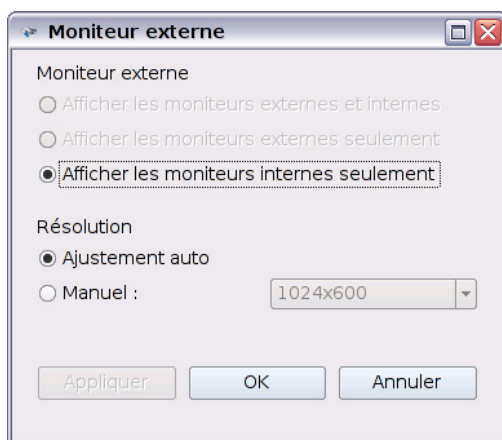 Moniteur externe
Moniteur externe
Afficher les moniteurs externes et internes
Afficher les moniteurs externes seulement
Afficher les moniteurs internes seulement
Résolution
Ajustement auto
Manuel : 1024x600
Appliquer OK Annuler